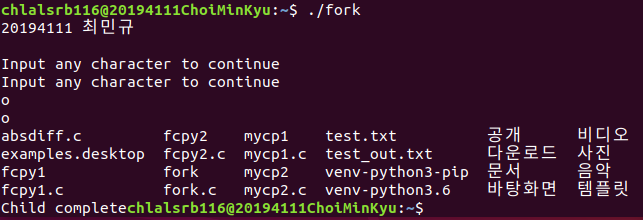 chlalsrb116@20194111ChoiMinKyu:~$ ./fork
20194111 최민규

Input any character to continue
Input any character to continue
o
o
absdiff.c fcpy2 mycp1 test.txt 공개 비디오
examples.desktop fcpy2.c mycp1.c test_out.txt 다운로드 사진
fcpy1 fork mycp2 venv-python3-pip 문서 음악
fcpy1.c fork.c mycp2.c venv-python3.6 바탕화면 템플릿
Child completechlalsrb116@20194111ChoiMinKyu:~$